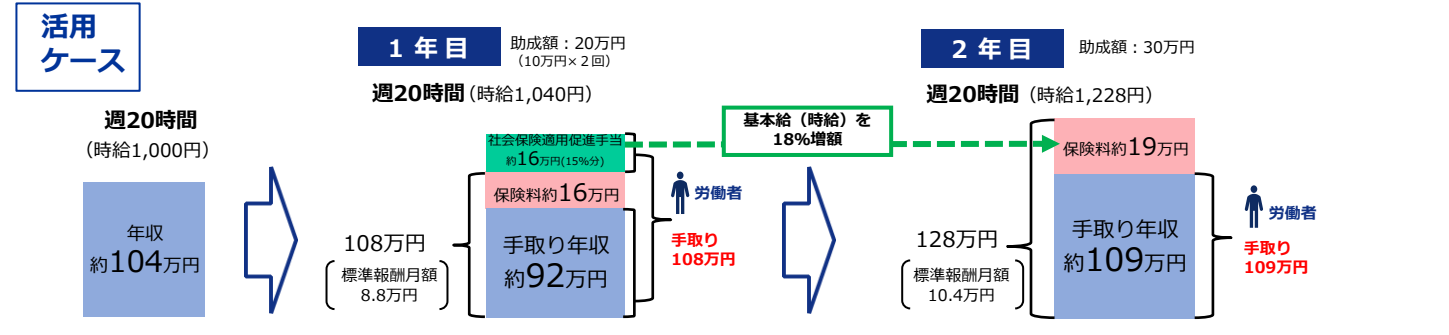 活用
ケース
週20時間
（時給1,000円）
年収
約104万円
1 年目
助成額：20万円
（10万円×２回）
週20時間（時給1,040円）
社会保険適用促進手当
約16万円(15%分)
保険料約16万円
手取り年収
約92万円
108万円
標準報酬月額
8.8万円
労働者
手取り
108万円
基本給（時給）を
18%増額
2 年目
助成額：30万円
週20時間（時給1,228円）
保険料約19万円
手取り年収
約109万円
128万円
標準報酬月額
10.4万円
労働者
手取り
109万円